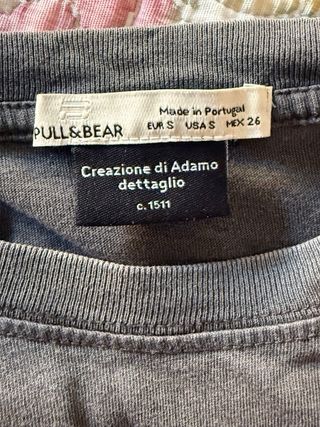 Made in Portugal
PULL&BEAR EUR S USA S MEX 26
Creazione di Adamo
dettaglio
c. 1511